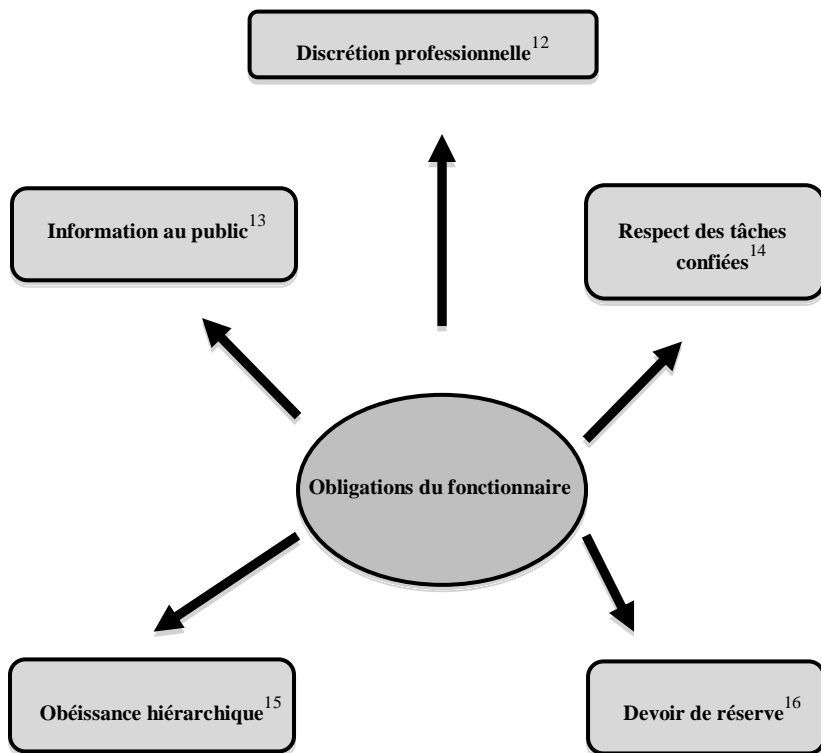 Discrétion professionnelle12
Information au public13
Respect des tâches
confiées14
Obligations du fonctionnaire
Obéissance hiérarchique15
Devoir de réserve16